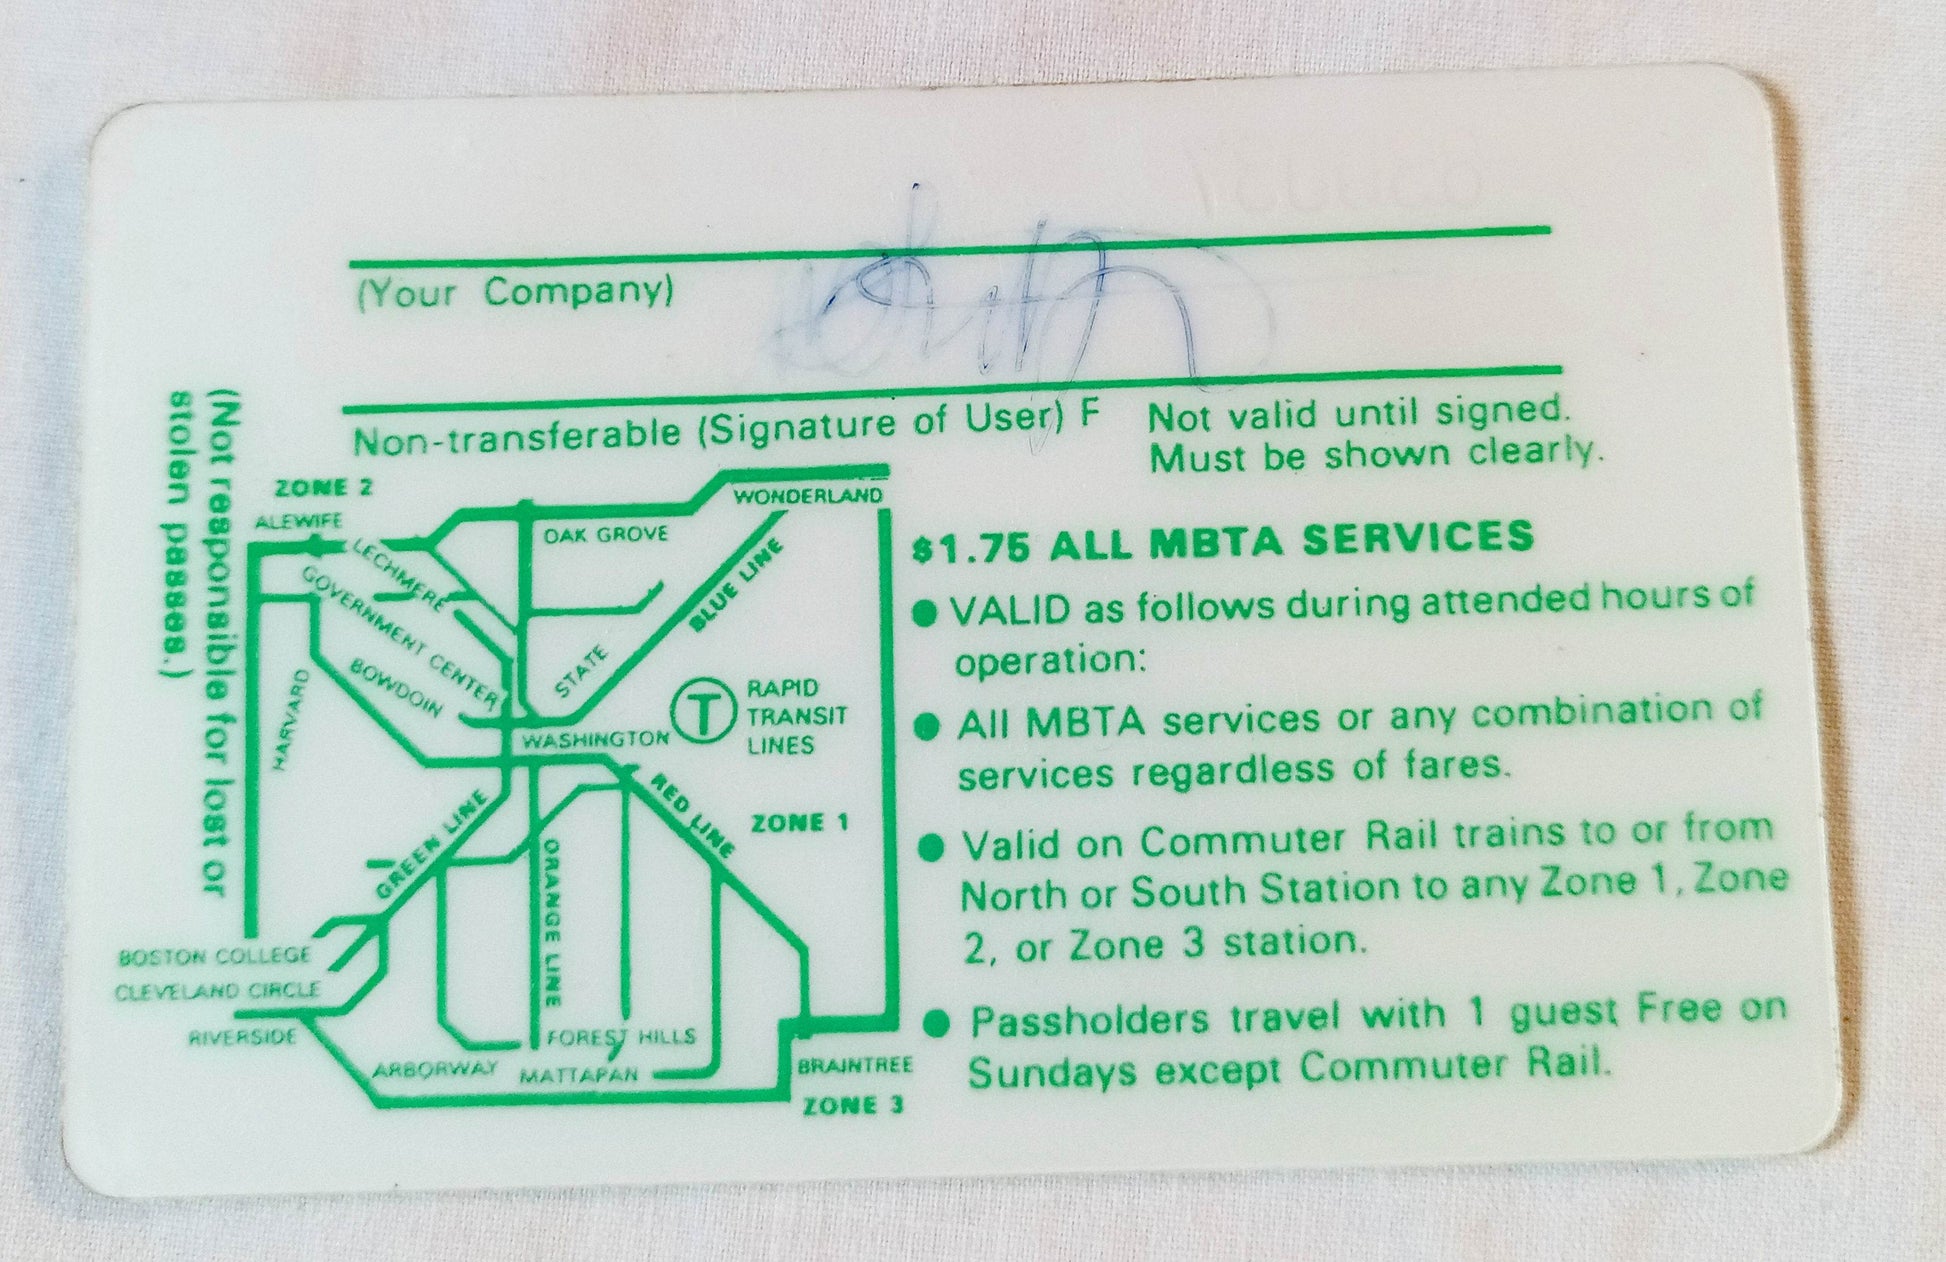 (Your Company)
Non-transferable (Signature of User) F
Not valid until signed.
Must be shown clearly.
(Not responsible for lost or
stolen passes.)
ZONE 2
ALEWIFE
LECHMERE
GOVERNMENT CENTER
BOWDOIN
HARVARD
OAK GROVE
WONDERLAND
BLUE LINE
STATE
WASHINGTON
T
RAPID
TRANSIT
LINES
RED LINE
ZONE 1
GREEN LINE
ORANGE LINE
BOSTON COLLEGE
CLEVELAND CIRCLE
RIVERSIDE
ARBORWAY
FOREST HILLS
MATTAPAN
BRAINTREE
ZONE 3
$1.75 ALL MBTA SERVICES
● VALID as follows during attended hours of
operation:
● All MBTA services or any combination of
services regardless of fares.
● Valid on Commuter Rail trains to or from
North or South Station to any Zone 1, Zone
2, or Zone 3 station.
● Passholders travel with 1 guest Free on
Sundays except Commuter Rail.